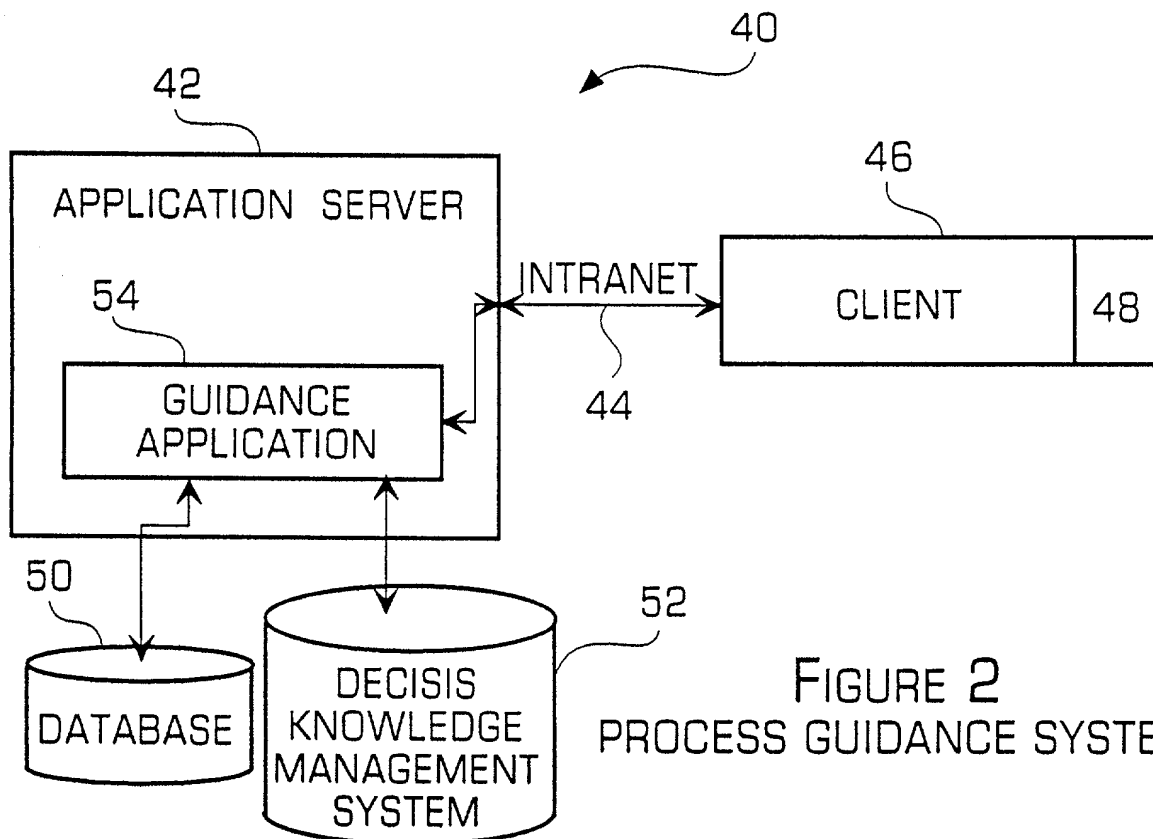 40
42
46
APPLICATION SERVER
INTRANET
CLIENT
48
54
44
GUIDANCE
APPLICATION
50
52
DATABASE
DECISIS
KNOWLEDGE
MANAGEMENT
SYSTEM
FIGURE 2
PROCESS GUIDANCE SYSTE